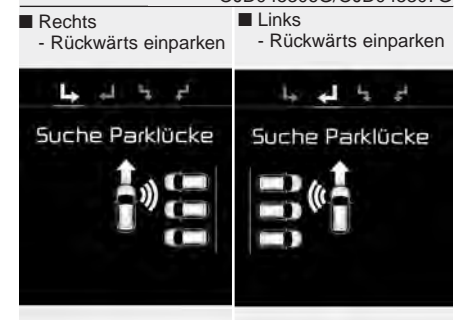 ■ Rechts
- Rückwärts einparken
■ Links
- Rückwärts einparken
Suche Parklücke
Suche Parklücke